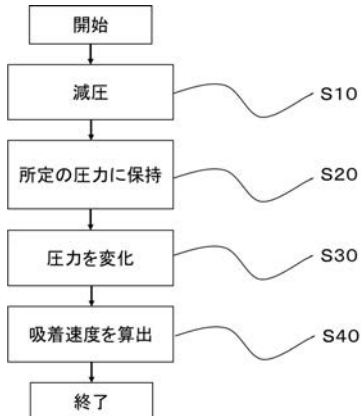 開始
減圧
S10
所定の圧力に保持
S20
圧力を変化
S30
吸着速度を算出
S40
終了